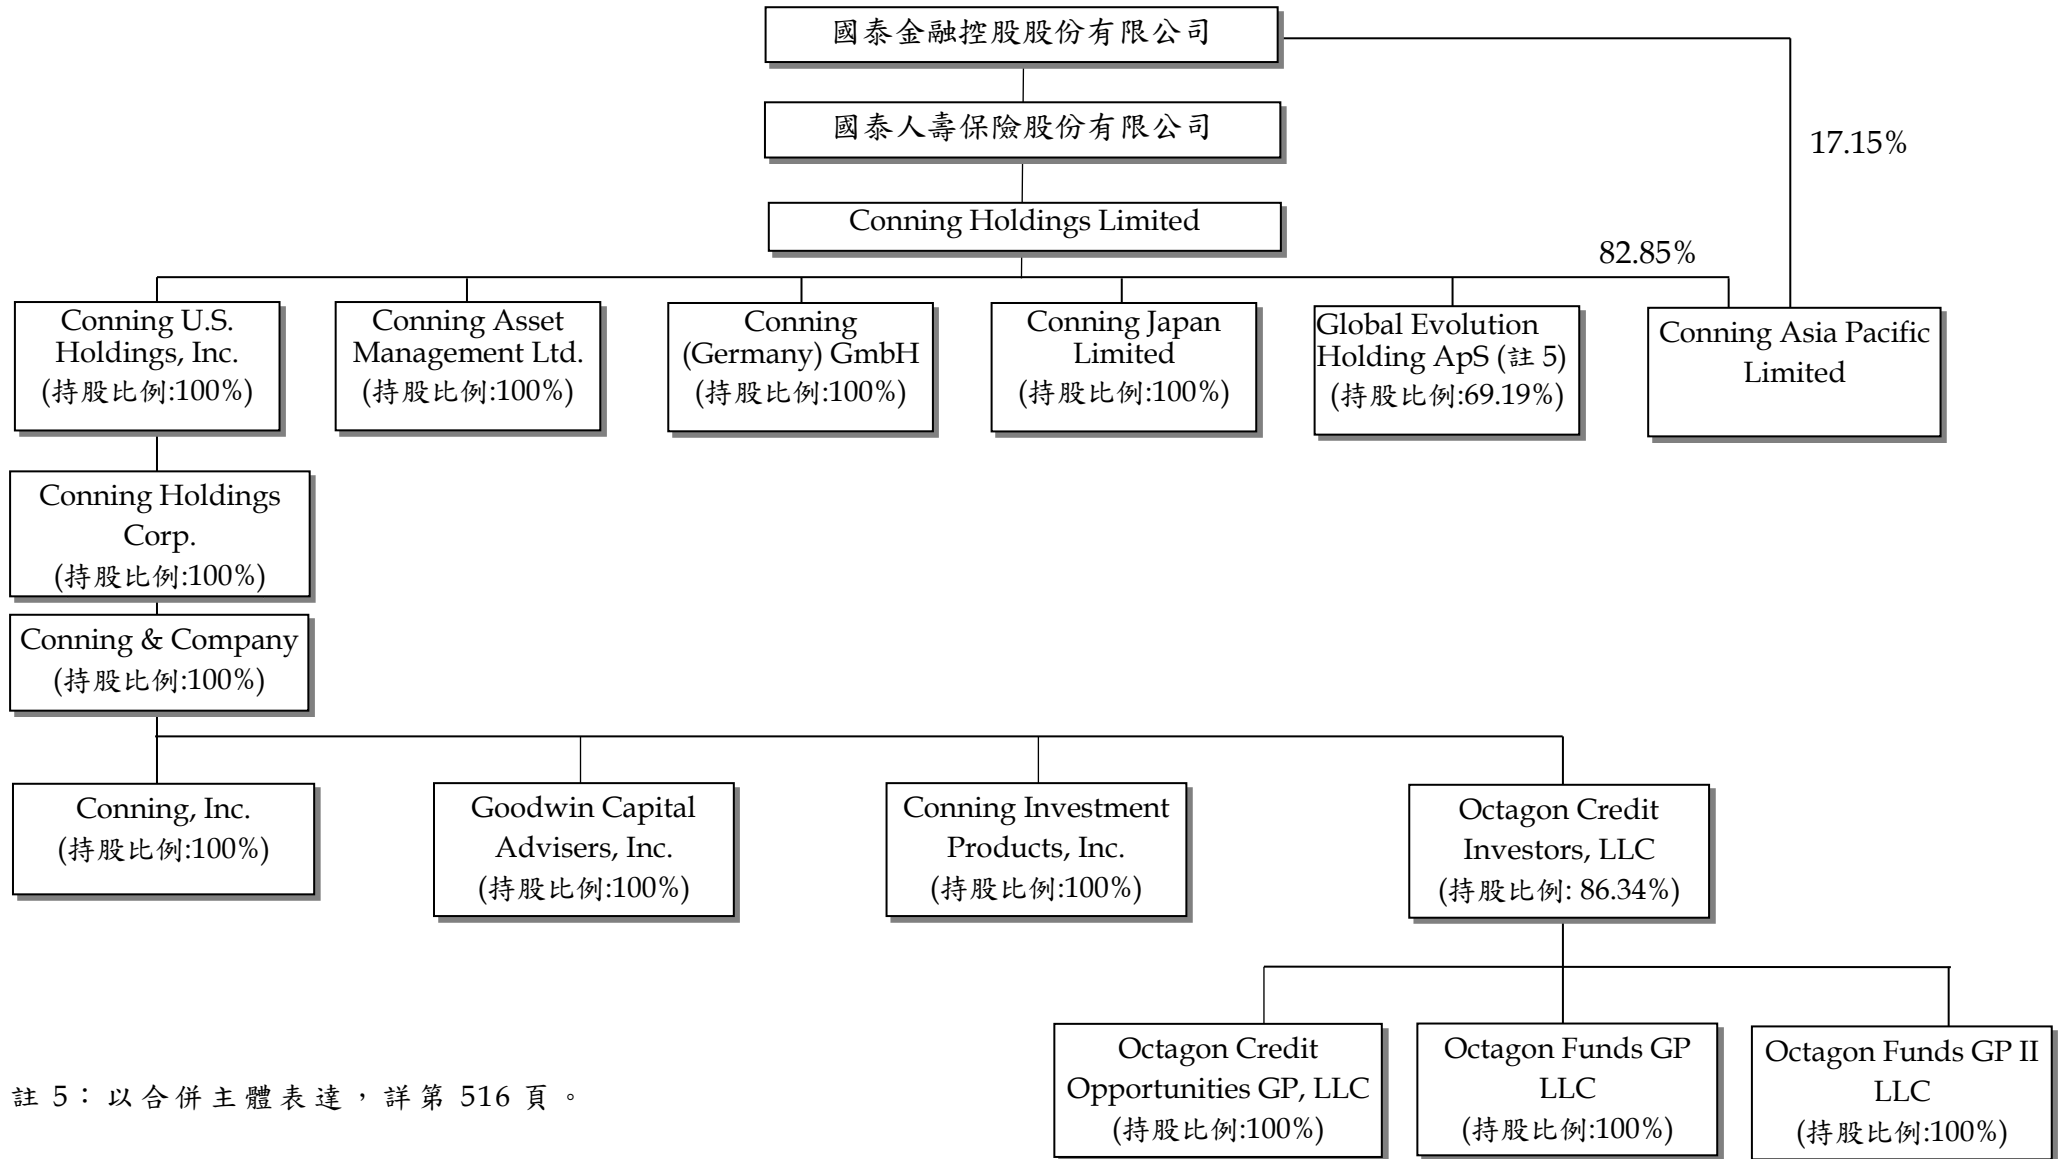 國泰金融控股股份有限公司
國泰人壽保險股份有限公司
17.15%
Conning Holdings Limited
82.85%
Conning U.S.
Holdings, Inc.
(持股比例:100%)
Conning Asset
Management Ltd.
(持股比例:100%)
Conning
(Germany) GmbH
(持股比例:100%)
Conning Japan
Limited
(持股比例:100%)
Global Evolution
Holding ApS (註 5)
(持股比例:69.19%)
Conning Asia Pacific
Limited
Conning Holdings
Corp.
(持股比例:100%)
Conning & Company
(持股比例:100%)
Conning, Inc.
(持股比例:100%)
Goodwin Capital
Advisers, Inc.
(持股比例:100%)
Conning Investment
Products, Inc.
(持股比例:100%)
Octagon Credit
Investors, LLC
(持股比例: 86.34%)
Octagon Credit
Opportunities GP, LLC
(持股比例:100%)
Octagon Funds GP
LLC
(持股比例:100%)
Octagon Funds GP II
LLC
(持股比例:100%)
註 5：以合併主體表達，詳第 516 頁。